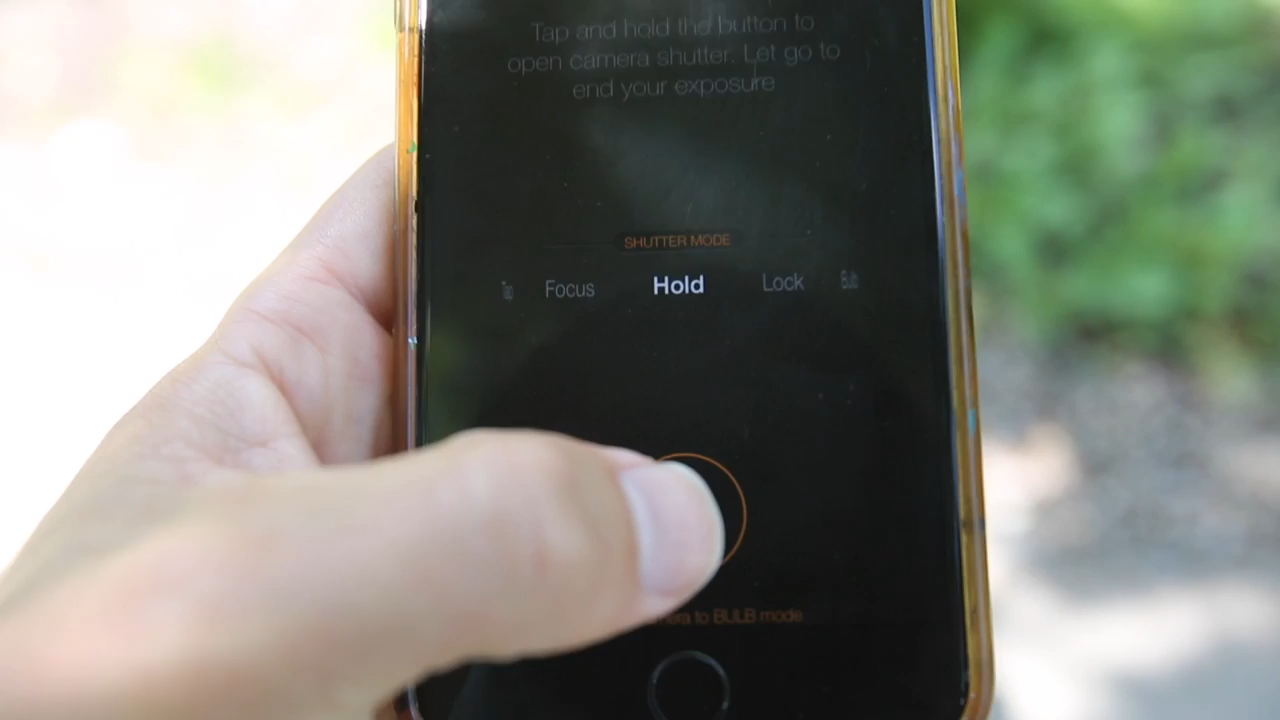 Tap and hold the button to
open camera shutter. Let go to
end your exposure
SHUTTER MODE
Focus Hold Lock Bulb
to BULB mode